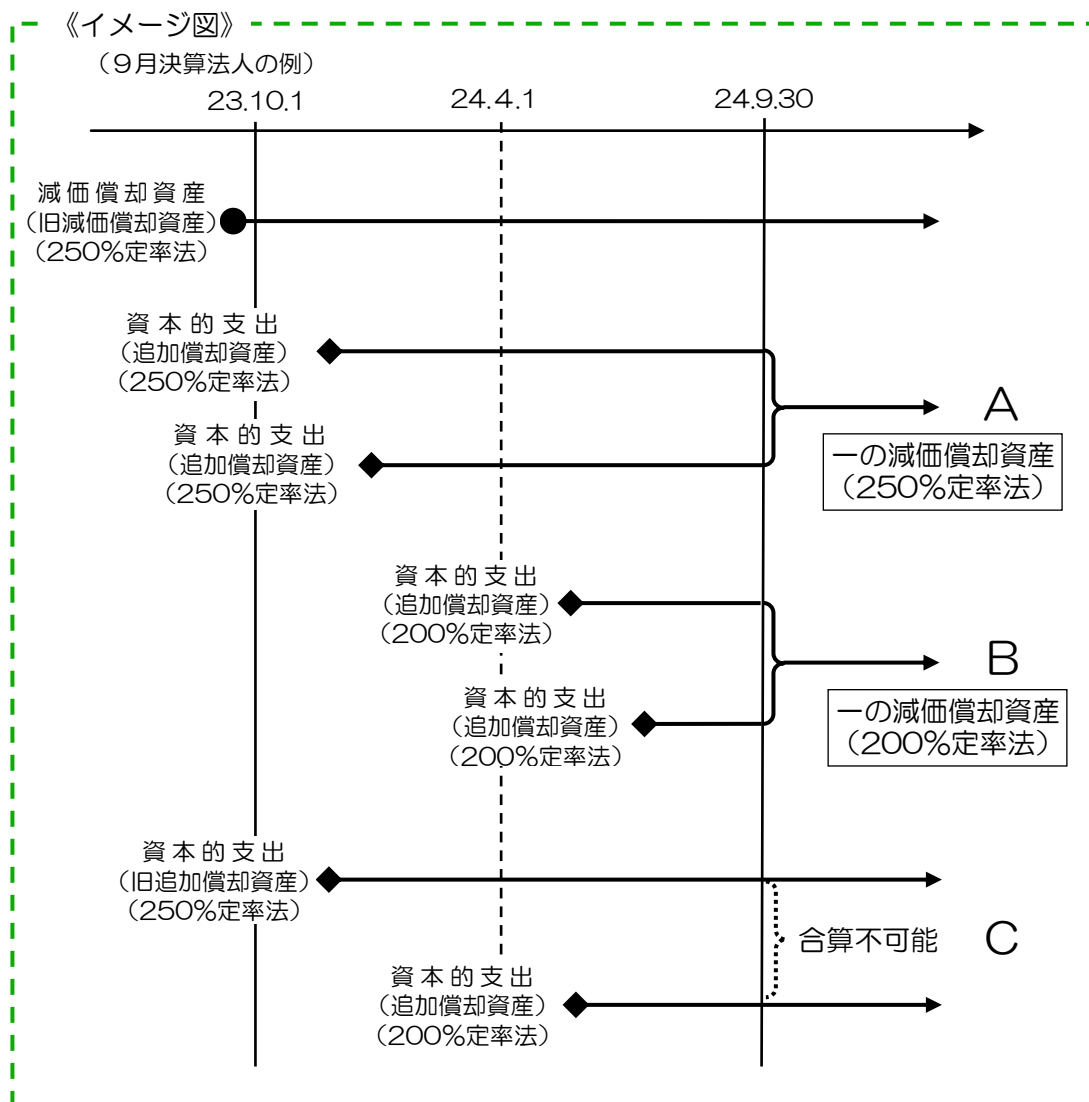 《イメージ図》
（９月決算法人の例）
23.10.1
24.4.1
24.9.30
減価償却資産
（旧減価償却資産）
（250％定率法）
資本的支出
（追加償却資産）
（250％定率法）
資本的支出
（追加償却資産）
（250％定率法）
A
一の減価償却資産
（250％定率法）
資本的支出
（追加償却資産）
（200％定率法）
資本的支出
（追加償却資産）
（200％定率法）
B
一の減価償却資産
（200％定率法）
資本的支出
（旧追加償却資産）
（250％定率法）
合算不可能
C
資本的支出
（追加償却資産）
（200％定率法）